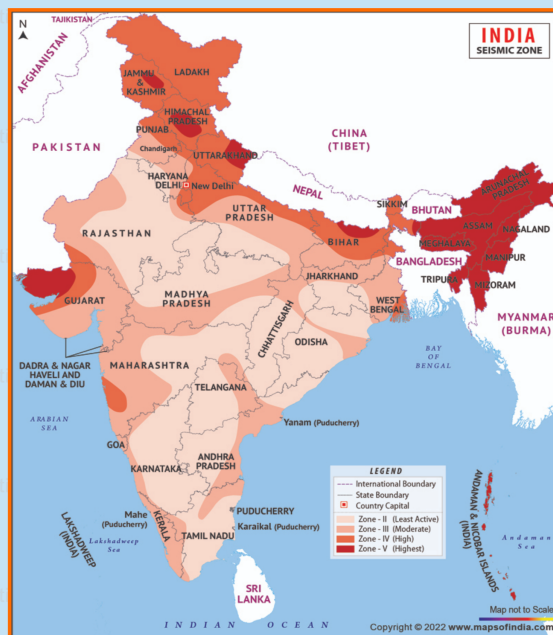 N
TAJIKISTAN
AFGHANISTAN
INDIA
SEISMIC ZONE
LADAKH
JAMMU
&
KASHMIR
HIMACHAL
PRADESH
PUNJAB
Chandigarh
UTTARAKHAND
CHINA
(TIBET)
PAKISTAN
HARYANA
DELHI
New Delhi
NEPAL
ARUNACHAL
PRADESH
SIKKIM
BHUTAN
UTTAR
PRADESH
RAJASTHAN
ASSAM
NAGALAND
BIHAR
MEGHALAYA
BANGLADESH
MANIPUR
JHARKHAND
TRIPURA
MIZORAM
GUJARAT
MADHYA
PRADESH
WEST
BENGAL
MYANMAR
(BURMA)
CHHATTISGARH
ODISHA
DADRA & NAGAR
HAVELI AND
DAMAN & DIU
MAHARASHTRA
BAY
OF
BENGAL
TELANGANA
ARABIAN
SEA
Yanam (Puducherry)
GOA
ANDHRA
PRADESH
KARNATAKA
LEGEND
International Boundary
State Boundary
Country Capital
Zone - II (Least Active)
Zone - III (Moderate)
Zone - IV (High)
Zone - V (Highest)
ANDAMAN & NICOBAR ISLANDS
(INDIA)
Mahe
(Puducherry)
PUDUCHERRY
Karaikal (Puducherry)
LAKSHADWEEP
(INDIA)
Lakshadweep
Sea
KERALA
TAMIL NADU
Andaman
Sea
SRI
LANKA
Map not to Scale
INDIAN OCEAN
Copyright © 2022 www.mapsofindia.com